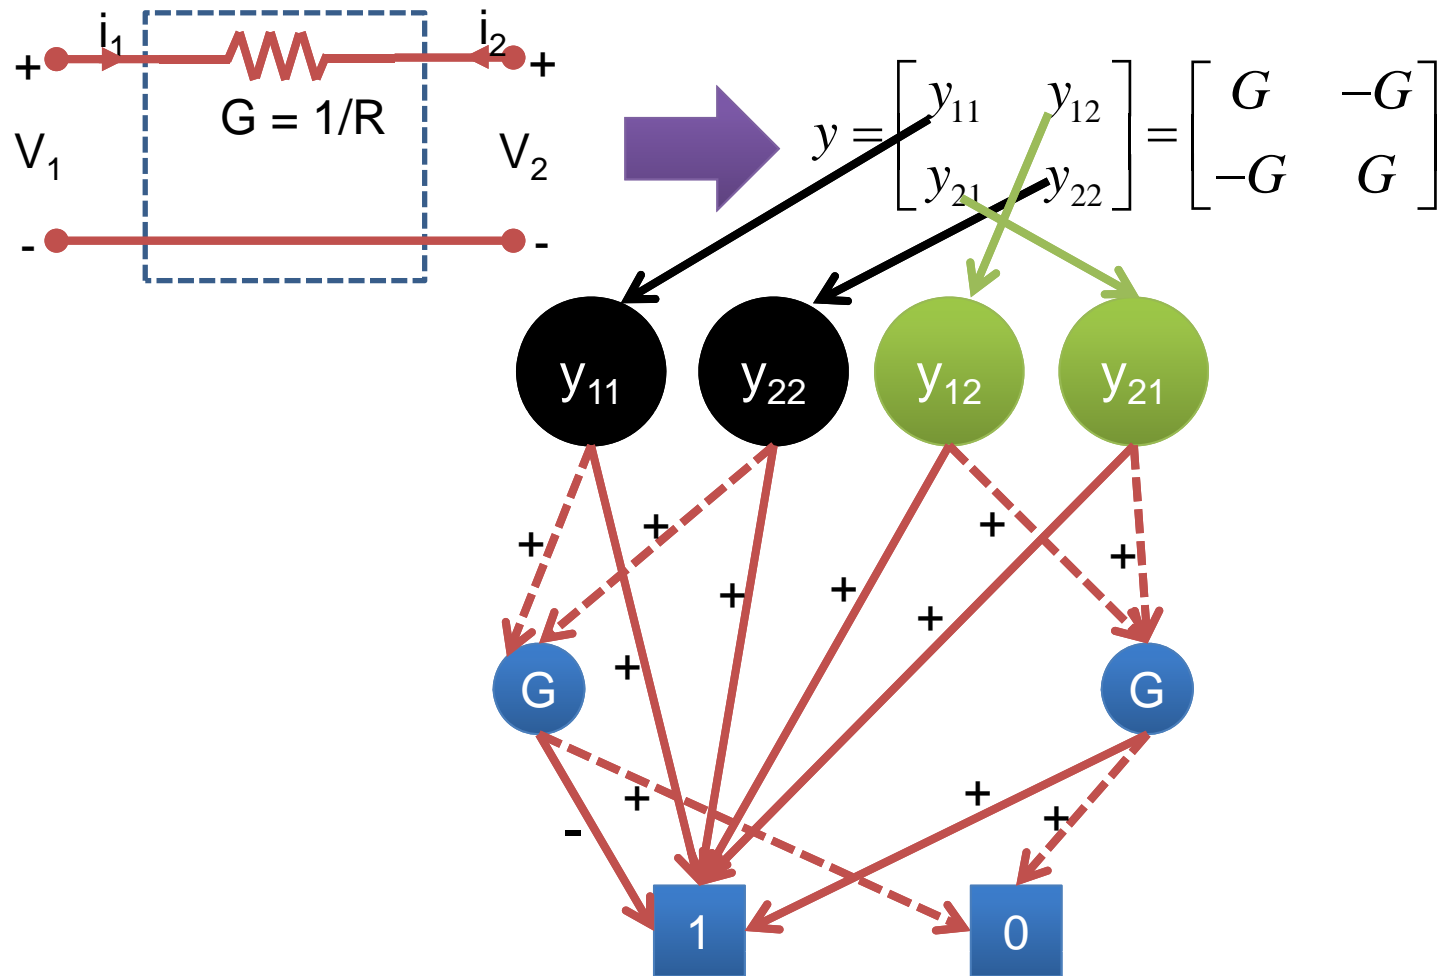 i₁ i₂
+ +
G = 1/R
V₁ V₂
- -
y = [y₁₁ y₁₂ = [G -G
y₂₁ y₂₂] -G G]
y₁₁ y₂₂ y₁₂ y₂₁
+ + + +
+ + + +
G G
- + + +
1 0